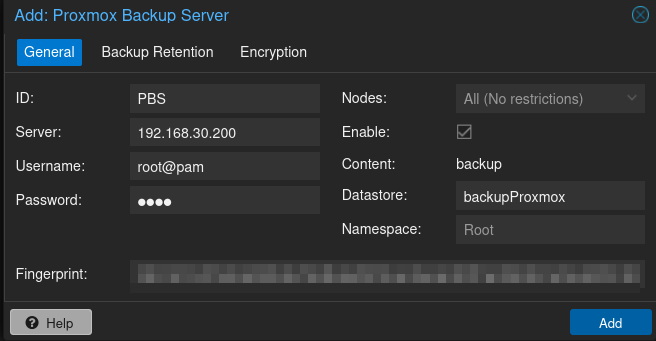 Add: Proxmox Backup Server
General Backup Retention Encryption
ID: PBS Nodes: All (No restrictions)
Server: 192.168.30.200 Enable:
Username: root@pam Content: backup
Password: ●●●● Datastore: backupProxmox
Namespace: Root
Fingerprint:
Help Add